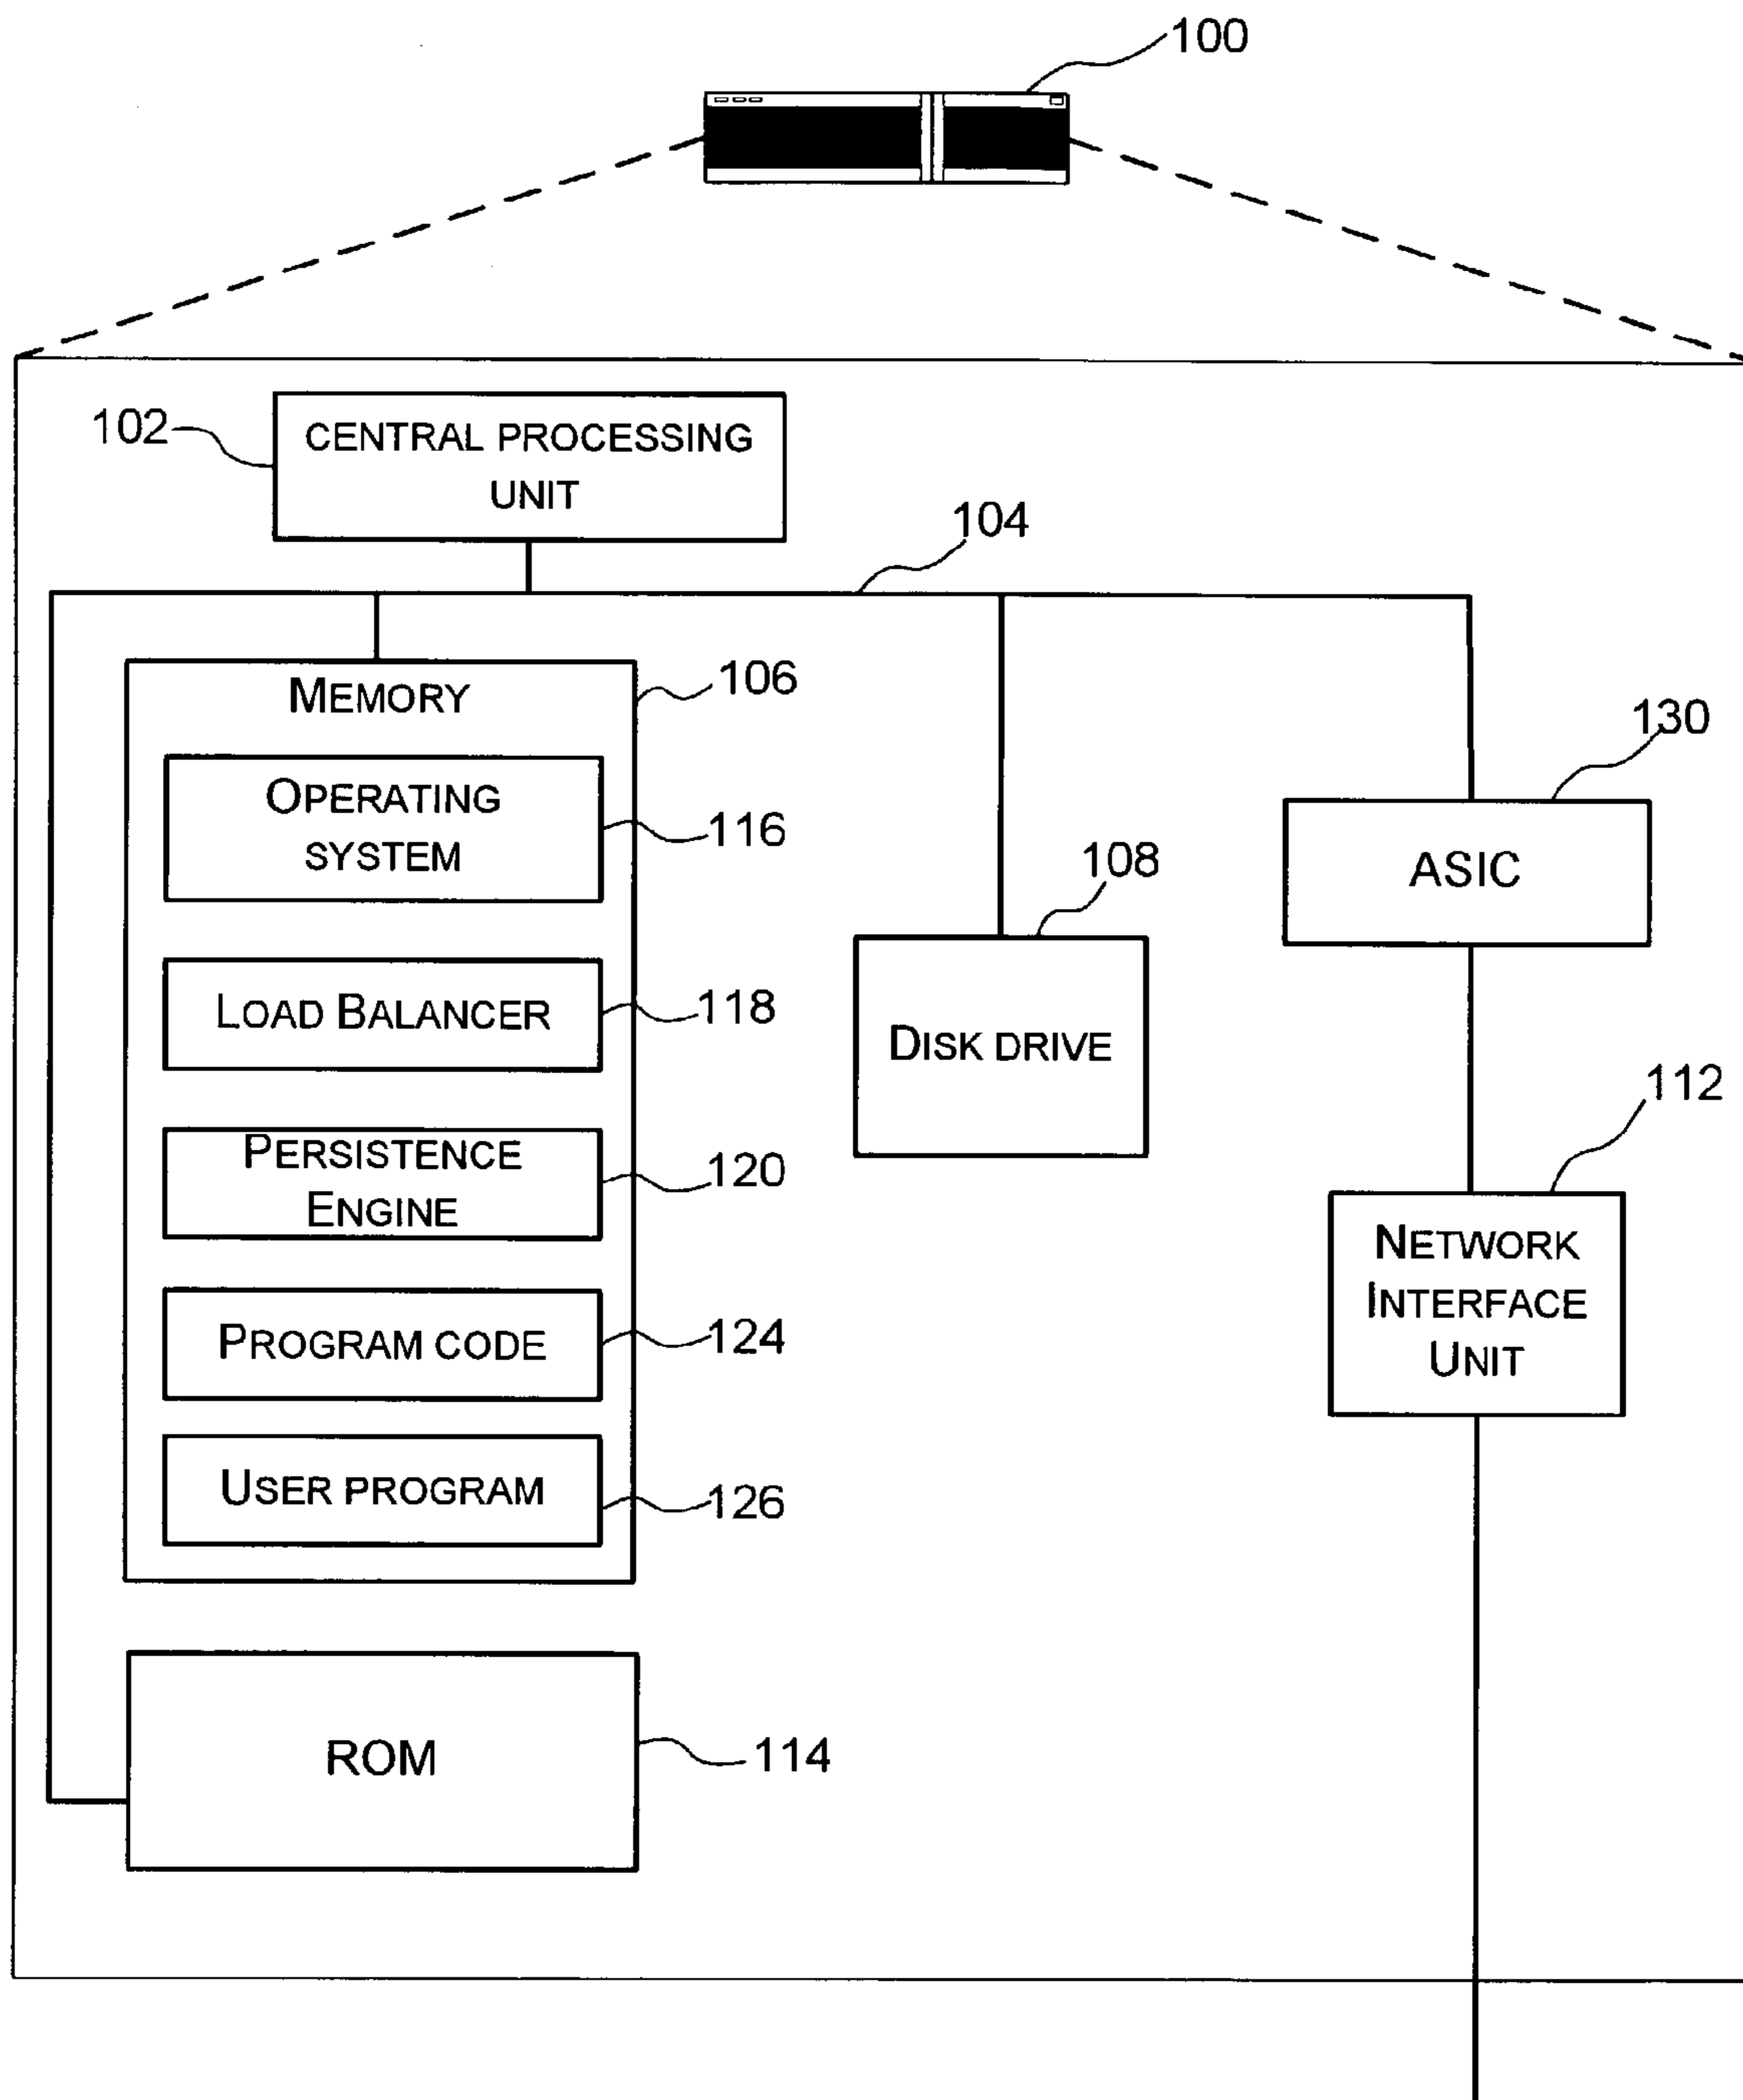 100
102
CENTRAL PROCESSING
UNIT
104
MEMORY
106
OPERATING
SYSTEM
116
LOAD BALANCER
118
PERSISTENCE
ENGINE
120
PROGRAM CODE
124
USER PROGRAM
126
ROM
114
DISK DRIVE
108
130
ASIC
112
NETWORK
INTERFACE
UNIT